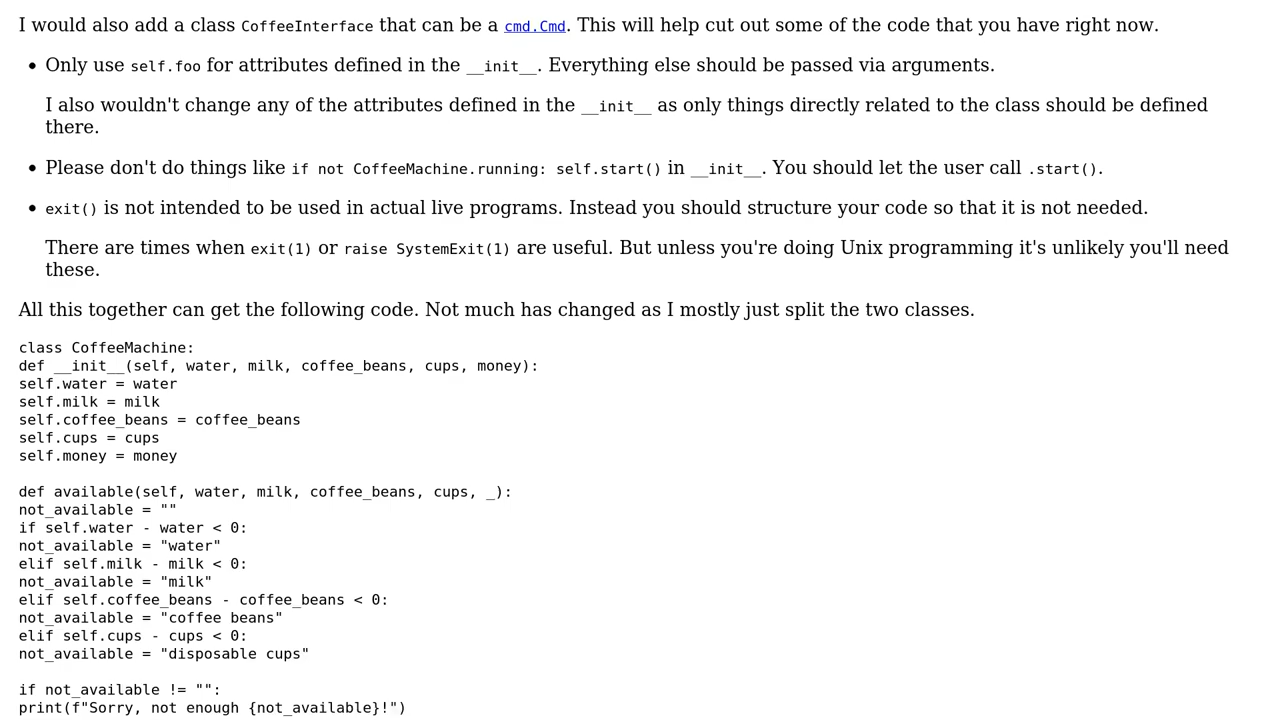 I would also add a class CoffeeInterface that can be a cmd.Cmd. This will help cut out some of the code that you have right now.
• Only use self.foo for attributes defined in the __init__. Everything else should be passed via arguments.
I also wouldn't change any of the attributes defined in the __init__ as only things directly related to the class should be defined
there.
• Please don't do things like if not CoffeeMachine.running: self.start() in __init__. You should let the user call .start().
• exit() is not intended to be used in actual live programs. Instead you should structure your code so that it is not needed.
There are times when exit(1) or raise SystemExit(1) are useful. But unless you're doing Unix programming it's unlikely you'll need
these.
All this together can get the following code. Not much has changed as I mostly just split the two classes.
class CoffeeMachine:
def __init__(self, water, milk, coffee_beans, cups, money):
self.water = water
self.milk = milk
self.coffee_beans = coffee_beans
self.cups = cups
self.money = money
def available(self, water, milk, coffee_beans, cups, _):
not_available = ""
if self.water - water < 0:
not_available = "water"
elif self.milk - milk < 0:
not_available = "milk"
elif self.coffee_beans - coffee_beans < 0:
not_available = "coffee beans"
elif self.cups - cups < 0:
not_available = "disposable cups"
if not_available != "":
print(f"Sorry, not enough {not_available}!")